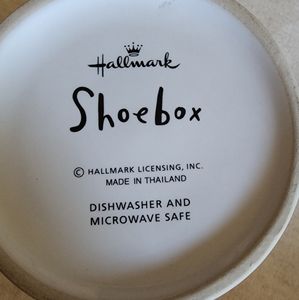 Hallmark
Shoebox
© HALLMARK LICENSING, INC.
MADE IN THAILAND
DISHWASHER AND
MICROWAVE SAFE